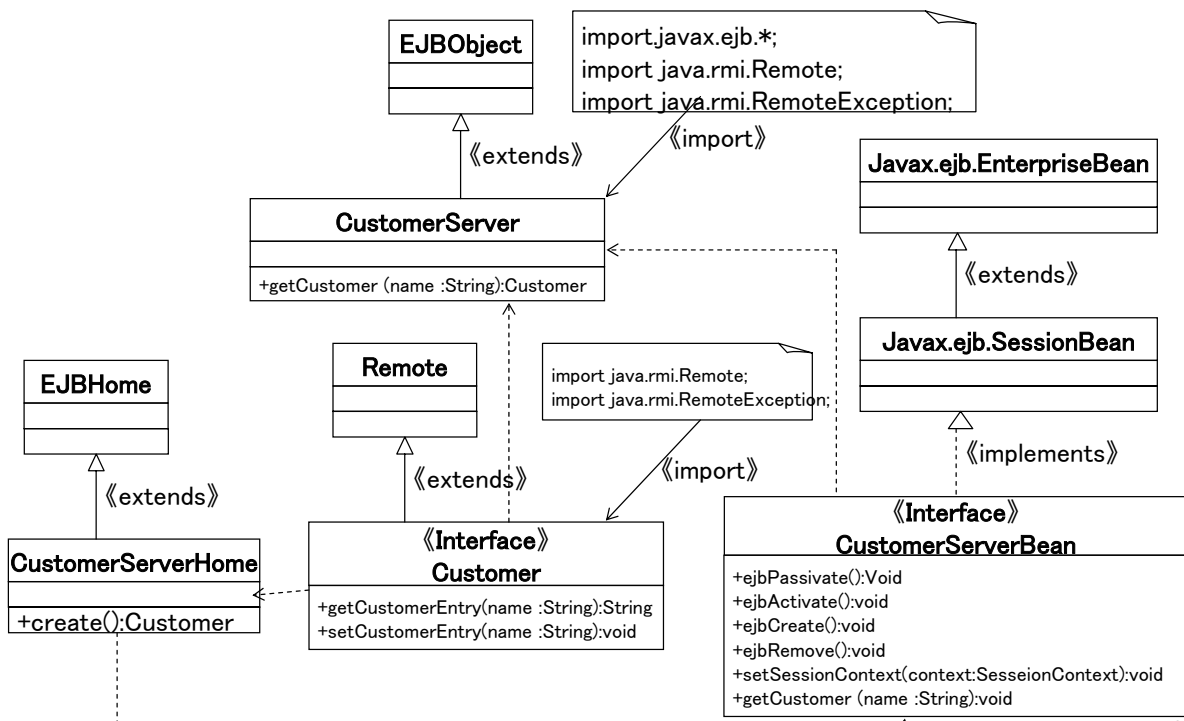 EJBObject
import.javax.ejb.*;
import java.rmi.Remote;
import java.rmi.RemoteException;
《extends》
《import》
Javax.ejb.EnterpriseBean
CustomerServer
+getCustomer (name :String):Customer
《extends》
Javax.ejb.SessionBean
EJBHome
Remote
import java.rmi.Remote;
import java.rmi.RemoteException;
《implements》
《extends》
《extends》
《import》
CustomerServerHome
+create():Customer
《Interface》
Customer
+getCustomerEntry(name :String):String
+setCustomerEntry(name :String):void
《Interface》
CustomerServerBean
+ejbPassivate():Void
+ejbActivate():void
+ejbCreate():void
+ejbRemove():void
+setSessionContext(context:SesseionContext):void
+getCustomer (name :String):void